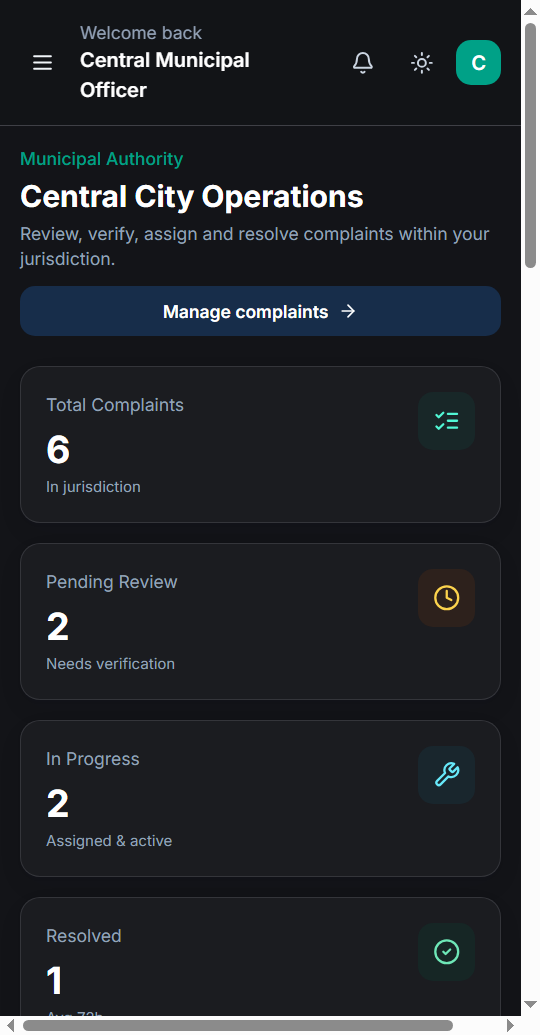 Welcome back
Central Municipal
Officer
C
Municipal Authority
Central City Operations
Review, verify, assign and resolve complaints within your
jurisdiction.
Manage complaints →
Total Complaints
6
In jurisdiction
Pending Review
2
Needs verification
In Progress
2
Assigned & active
Resolved
1
Avg 72h